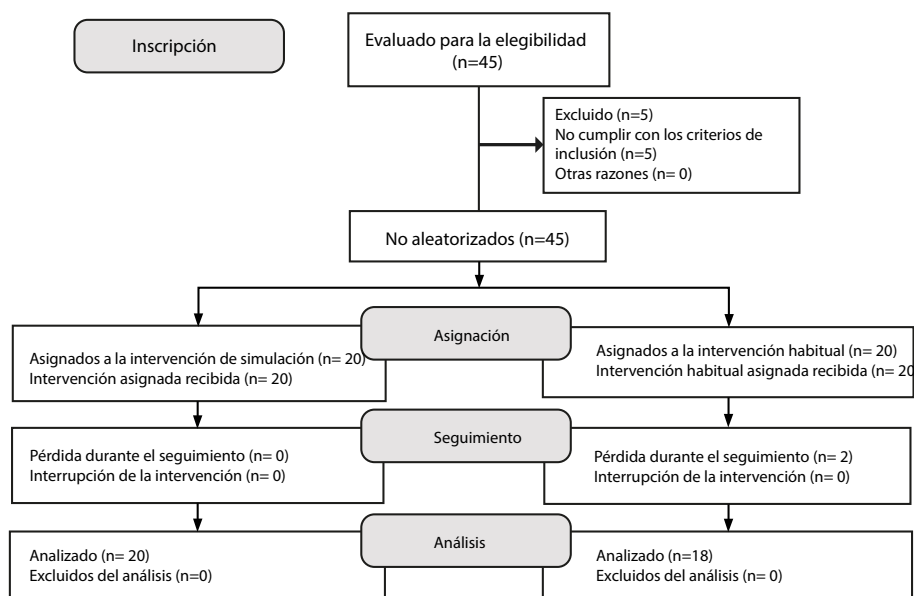 Inscripción
Evaluado para la elegibilidad
(n=45)
Excluido (n=5)
No cumplir con los criterios de
inclusión (n=5)
Otras razones (n= 0)
No aleatorizados (n=45)
Asignación
Asignados a la intervención de simulación (n= 20)
Intervención asignada recibida (n= 20)
Asignados a la intervención habitual (n= 20)
Intervención habitual asignada recibida (n= 20
Seguimiento
Pérdida durante el seguimiento (n= 0)
Interrupción de la intervención (n= 0)
Pérdida durante el seguimiento (n= 2)
Interrupción de la intervención (n= 0)
Análisis
Analizado (n= 20)
Excluidos del análisis (n=0)
Analizado (n=18)
Excluidos del análisis (n= 0)